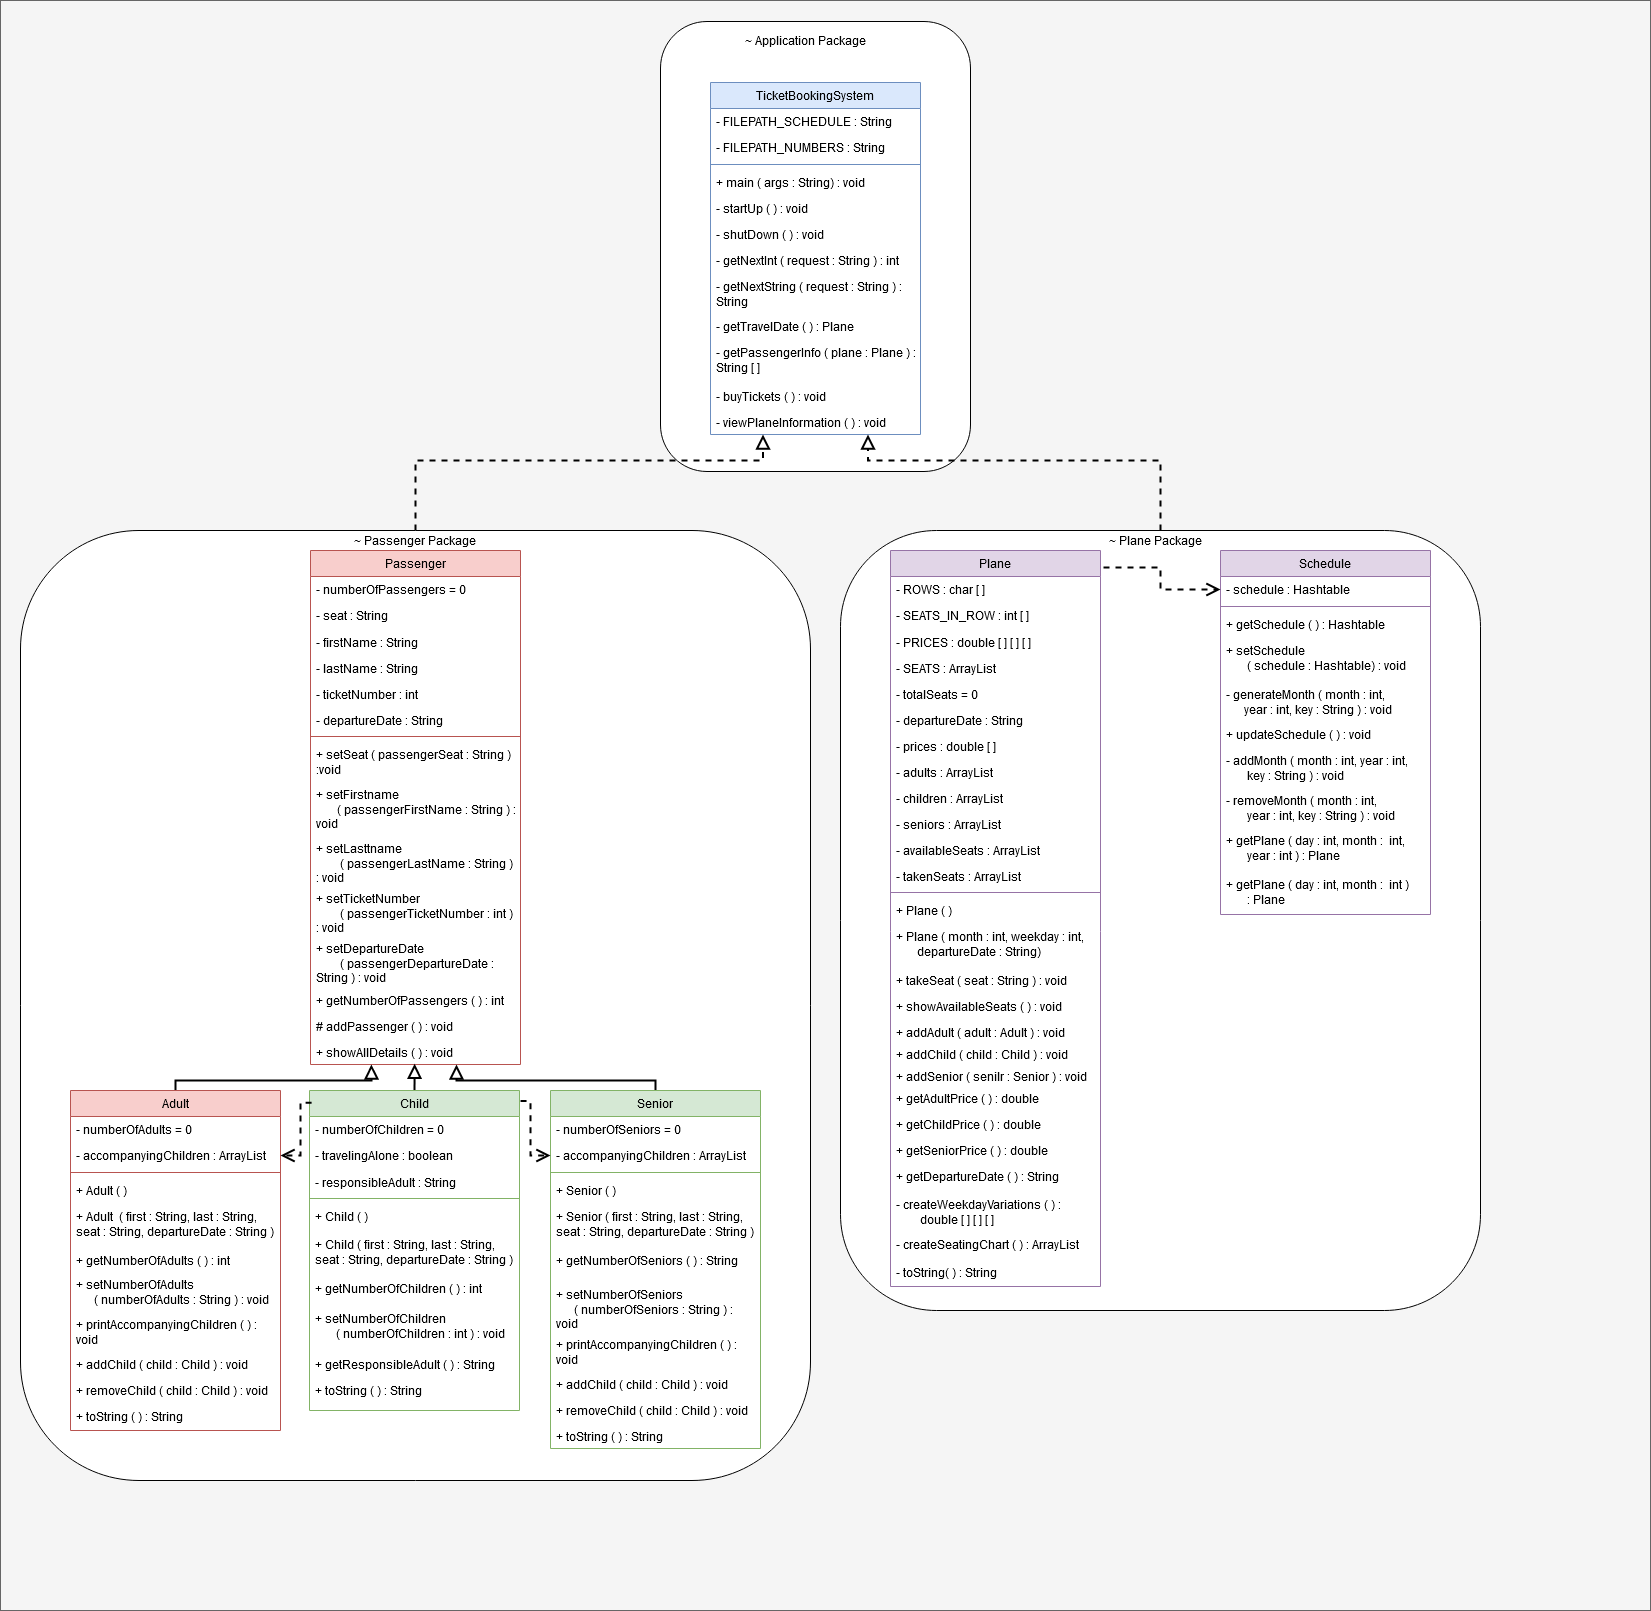 ~ Application Package
TicketBookingSystem
- FILEPATH_SCHEDULE : String
- FILEPATH_NUMBERS : String
+ main ( args : String) : void
- startUp ( ) : void
- shutDown ( ) : void
- getNextInt ( request : String ) : int
- getNextString ( request : String ) :
String
- getTravelDate ( ) : Plane
- getPassengerInfo ( plane : Plane ) :
String [ ]
- buyTickets ( ) : void
- viewPlaneInformation ( ) : void
~ Passenger Package
Passenger
- numberOfPassengers = 0
- seat : String
- firstName : String
- lastName : String
- ticketNumber : int
- departureDate : String
+ setSeat ( passengerSeat : String )
:void
+ setFirstname
( passengerFirstName : String ) :
void
+ setLasttname
( passengerLastName : String )
: void
+ setTicketNumber
( passengerTicketNumber : int )
: void
+ setDepartureDate
( passengerDepartureDate :
String ) : void
+ getNumberOfPassengers ( ) : int
# addPassenger ( ) : void
+ showAllDetails ( ) : void
Adult
- numberOfAdults = 0
- accompanyingChildren : ArrayList
+ Adult ( )
+ Adult  ( first : String, last : String,
seat : String, departureDate : String )
+ getNumberOfAdults ( ) : int
+ setNumberOfAdults
( numberOfAdults : String ) : void
+ printAccompanyingChildren ( ) :
void
+ addChild ( child : Child ) : void
+ removeChild ( child : Child ) : void
+ toString ( ) : String
Child
- numberOfChildren = 0
- travelingAlone : boolean
- responsibleAdult : String
+ Child ( )
+ Child ( first : String, last : String,
seat : String, departureDate : String )
+ getNumberOfChildren ( ) : int
+ setNumberOfChildren
( numberOfChildren : int ) : void
+ getResponsibleAdult ( ) : String
+ toString ( ) : String
Senior
- numberOfSeniors = 0
- accompanyingChildren : ArrayList
+ Senior ( )
+ Senior ( first : String, last : String,
seat : String, departureDate : String )
+ getNumberOfSeniors ( ) : String
+ setNumberOfSeniors
( numberOfSeniors : String ) :
void
+ printAccompanyingChildren ( ) :
void
+ addChild ( child : Child ) : void
+ removeChild ( child : Child ) : void
+ toString ( ) : String
~ Plane Package
Plane
- ROWS : char [ ]
- SEATS_IN_ROW : int [ ]
- PRICES : double [ ] [ ] [ ]
- SEATS : ArrayList
- totalSeats = 0
- departureDate : String
- prices : double [ ]
- adults : ArrayList
- children : ArrayList
- seniors : ArrayList
- availableSeats : ArrayList
- takenSeats : ArrayList
+ Plane ( )
+ Plane ( month : int, weekday : int,
departureDate : String)
+ takeSeat ( seat : String ) : void
+ showAvailableSeats ( ) : void
+ addAdult ( adult : Adult ) : void
+ addChild ( child : Child ) : void
+ addSenior ( senilr : Senior ) : void
+ getAdultPrice ( ) : double
+ getChildPrice ( ) : double
+ getSeniorPrice ( ) : double
+ getDepartureDate ( ) : String
- createWeekdayVariations ( ) :
double [ ] [ ] [ ]
- createSeatingChart ( ) : ArrayList
- toString( ) : String
Schedule
- schedule : Hashtable
+ getSchedule ( ) : Hashtable
+ setSchedule
( schedule : Hashtable) : void
- generateMonth ( month : int,
year : int, key : String ) : void
+ updateSchedule ( ) : void
- addMonth ( month : int, year : int,
key : String ) : void
- removeMonth ( month : int,
year : int, key : String ) : void
+ getPlane ( day : int, month :  int,
year : int ) : Plane
+ getPlane ( day : int, month :  int )
: Plane